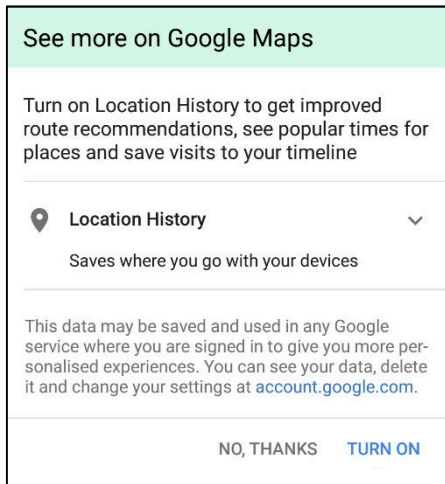 See more on Google Maps
Turn on Location History to get improved
route recommendations, see popular times for
places and save visits to your timeline
Location History
Saves where you go with your devices
This data may be saved and used in any Google
service where you are signed in to give you more per-
sonalised experiences. You can see your data, delete
it and change your settings at account.google.com.
NO, THANKS TURN ON